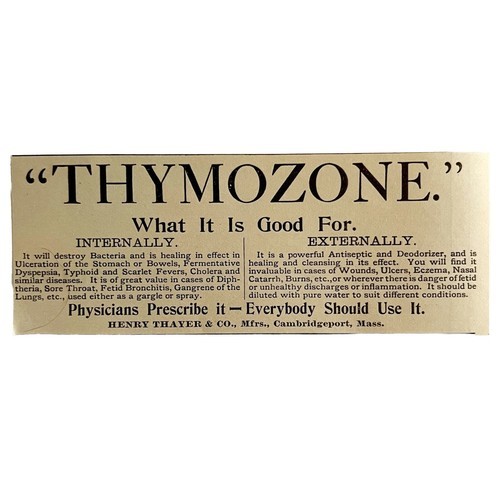 "THYMOZONE."
What It Is Good For.
INTERNALLY.
It will destroy Bacteria and is healing in effect in
Ulceration of the Stomach or Bowels, Fermentative
Dyspepsia, Typhoid and Scarlet Fevers, Cholera and
similar diseases. It is of great value in cases of Diph-
theria, Sore Throat, Fetid Bronchitis, Gangrene of the
Lungs, etc., used either as a gargle or spray.
EXTERNALLY.
It is a powerful Antiseptic and Deodorizer, and is
healing and cleansing in its effect. You will find it
invaluable in cases of Wounds, Ulcers, Eczema, Nasal
Catarrh, Burns, etc., or wherever there is danger of fetid
or unhealthy discharges or inflammation. It should be
diluted with pure water to suit different conditions.
Physicians Prescribe it — Everybody Should Use It.
HENRY THAYER & CO., Mfrs., Cambridgeport, Mass.